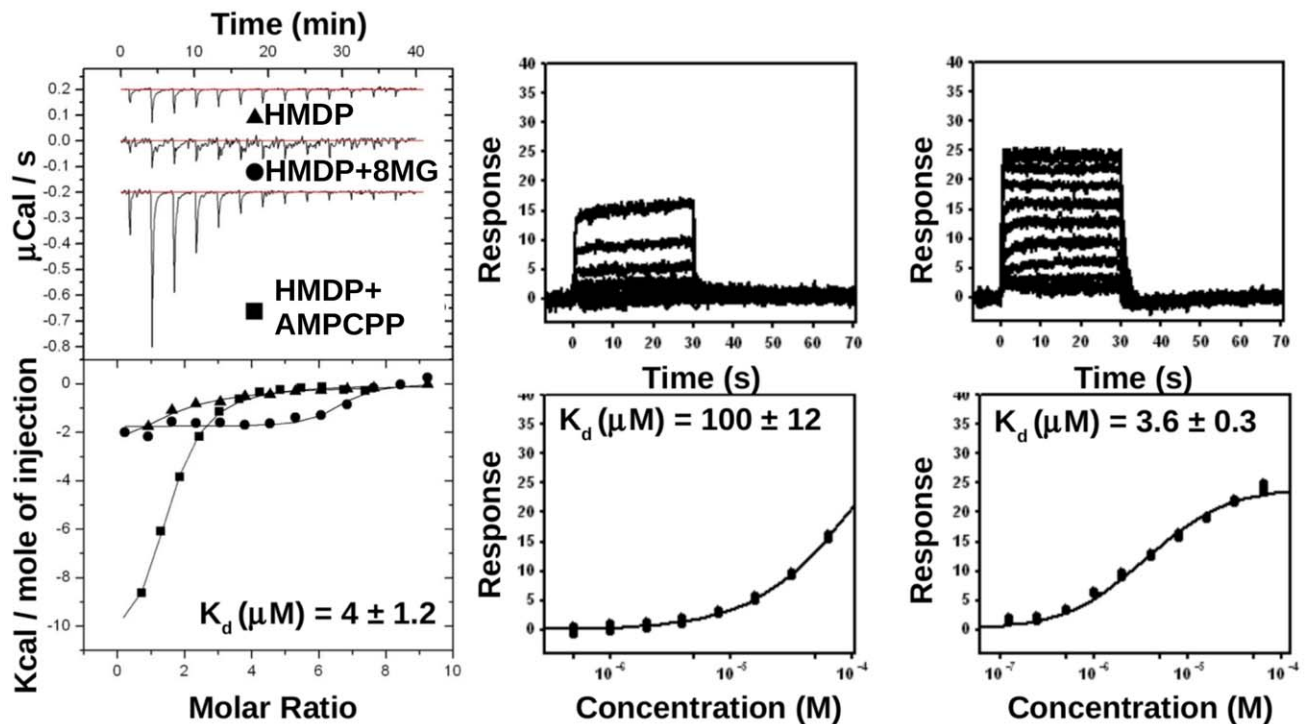 Time (min)
0 10 20 30 40
μCal / s
0.2
0.1
0.0
-0.1
-0.2
-0.3
-0.4
-0.5
-0.6
-0.7
-0.8
▲HMDP
●HMDP+8MG
■ HMDP+
AMPCPP
Kcal / mole of injection
0
-2
-4
-6
-8
-10
Kd (μM) = 4 ± 1.2
0 2 4 6 8 10
Molar Ratio
Response
40
35
30
25
20
15
10
5
0
0 10 20 30 40 50 60 70
Time (s)
Response
40
35
30
25
20
15
10
5
0
Kd (μM) = 100 ± 12
10-6 10-5 10-4
Concentration (M)
Response
40
35
30
25
20
15
10
5
0
0 10 20 30 40 50 60 70
Time (s)
Response
40
35
30
25
20
15
10
5
0
Kd (μM) = 3.6 ± 0.3
10-7 10-6 10-5 10-4
Concentration (M)